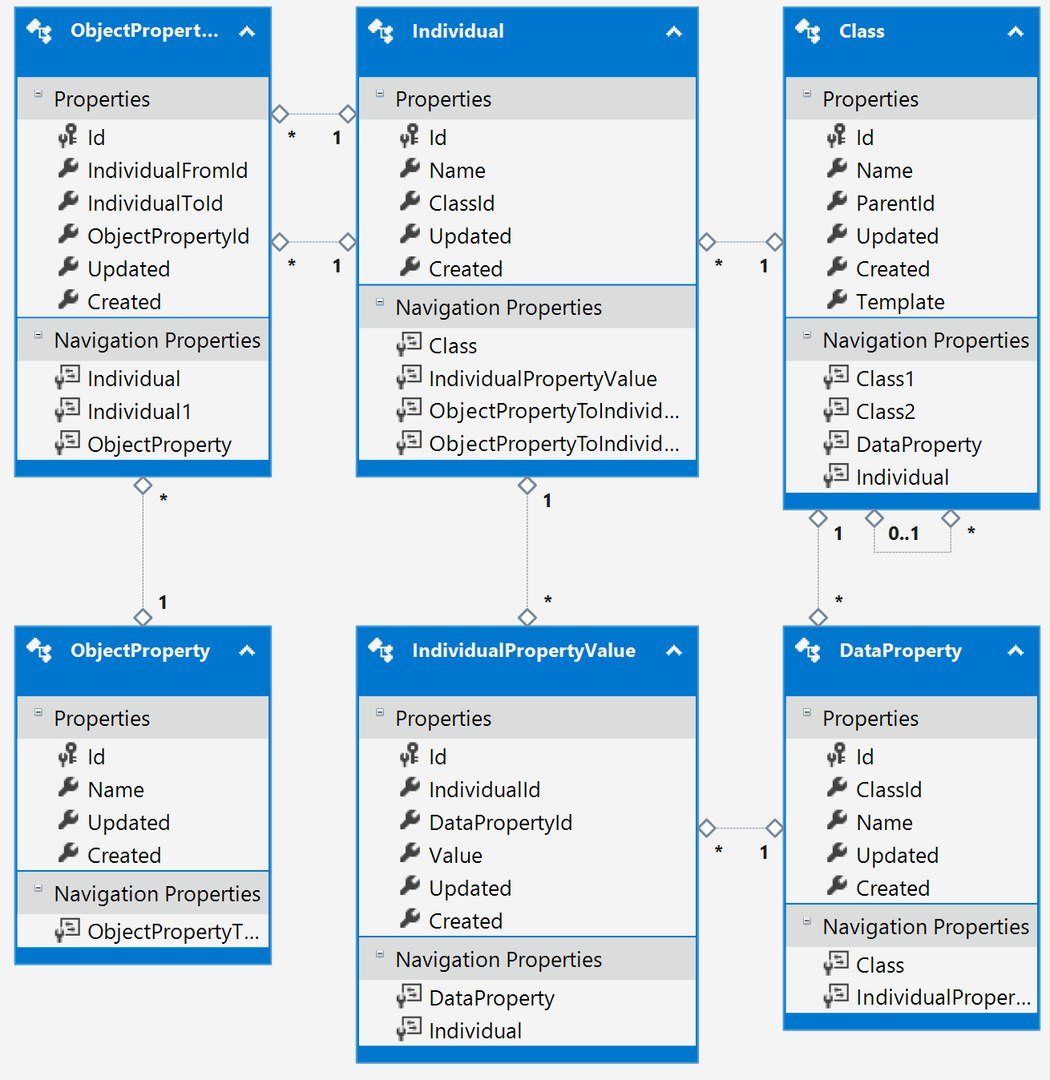 ObjectPropert...
Properties
Id
IndividualFromId
IndividualToId
ObjectPropertyId
Updated
Created
Navigation Properties
Individual
Individual1
ObjectProperty
* 1
* 1
Individual
Properties
Id
Name
ClassId
Updated
Created
Navigation Properties
Class
IndividualPropertyValue
ObjectPropertyToIndivid...
ObjectPropertyToIndivid...
* 1
Class
Properties
Id
Name
ParentId
Updated
Created
Template
Navigation Properties
Class1
Class2
DataProperty
Individual
*
1
1
*
1 0..1 *
*
ObjectProperty
Properties
Id
Name
Updated
Created
Navigation Properties
ObjectPropertyT...
IndividualPropertyValue
Properties
Id
IndividualId
DataPropertyId
Value
Updated
Created
Navigation Properties
DataProperty
Individual
* 1
DataProperty
Properties
Id
ClassId
Name
Updated
Created
Navigation Properties
Class
IndividualProper...